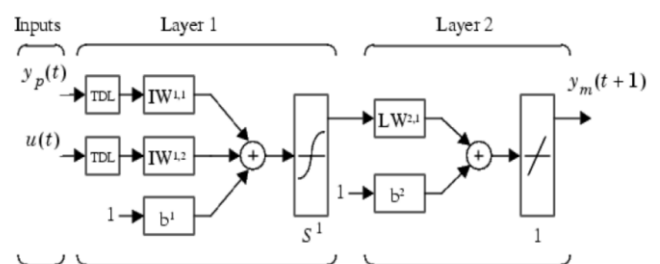 Inputs Layer 1 Layer 2
y_p(t) TDL IW^{1,1} y_m(t+1)
u(t) TDL IW^{1,2} LW^{2,1}
1 b^1 1 b^2
S^1 1